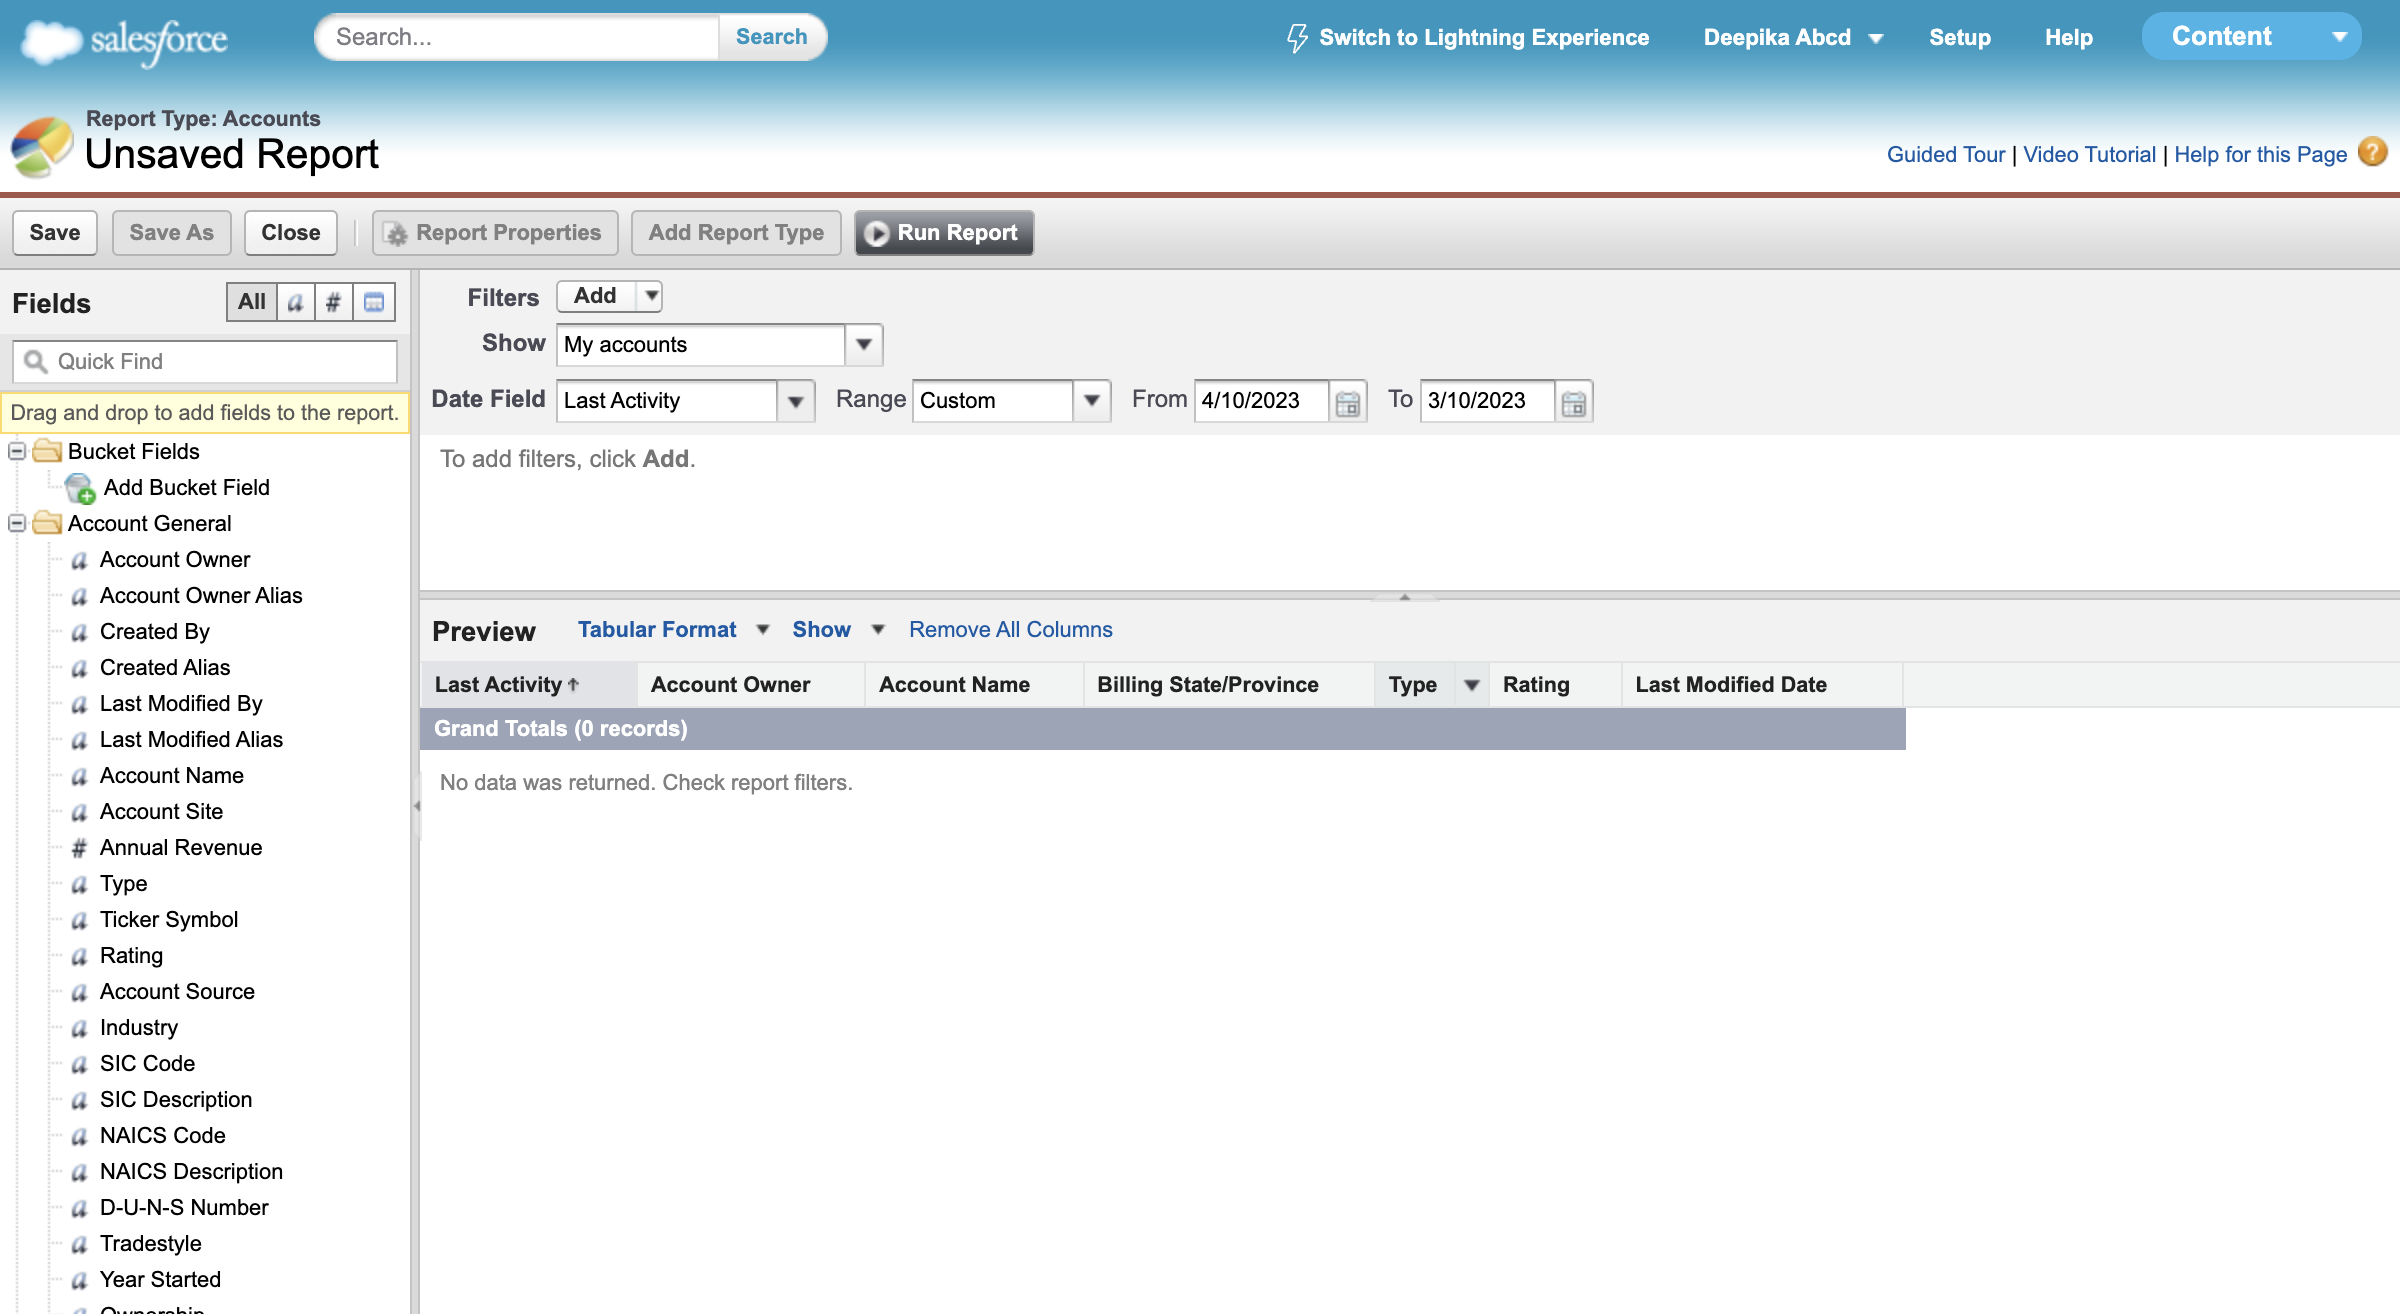 salesforce
Search...
Search
Switch to Lightning Experience
Deepika Abcd
Setup
Help
Content
Report Type: Accounts
Unsaved Report
Guided Tour | Video Tutorial | Help for this Page ?
Save
Save As
Close
Report Properties
Add Report Type
Run Report
Fields
All
a
#
Quick Find
Drag and drop to add fields to the report.
Bucket Fields
Add Bucket Field
Account General
a Account Owner
a Account Owner Alias
a Created By
a Created Alias
a Last Modified By
a Last Modified Alias
a Account Name
a Account Site
# Annual Revenue
a Type
a Ticker Symbol
a Rating
a Account Source
a Industry
a SIC Code
a SIC Description
a NAICS Code
a NAICS Description
a D-U-N-S Number
a Tradestyle
a Year Started
a Ownership
Filters Add
Show My accounts
Date Field Last Activity Range Custom From 4/10/2023 To 3/10/2023
To add filters, click Add.
Preview Tabular Format Show Remove All Columns
Last Activity↑ Account Owner Account Name Billing State/Province Type Rating Last Modified Date
Grand Totals (0 records)
No data was returned. Check report filters.